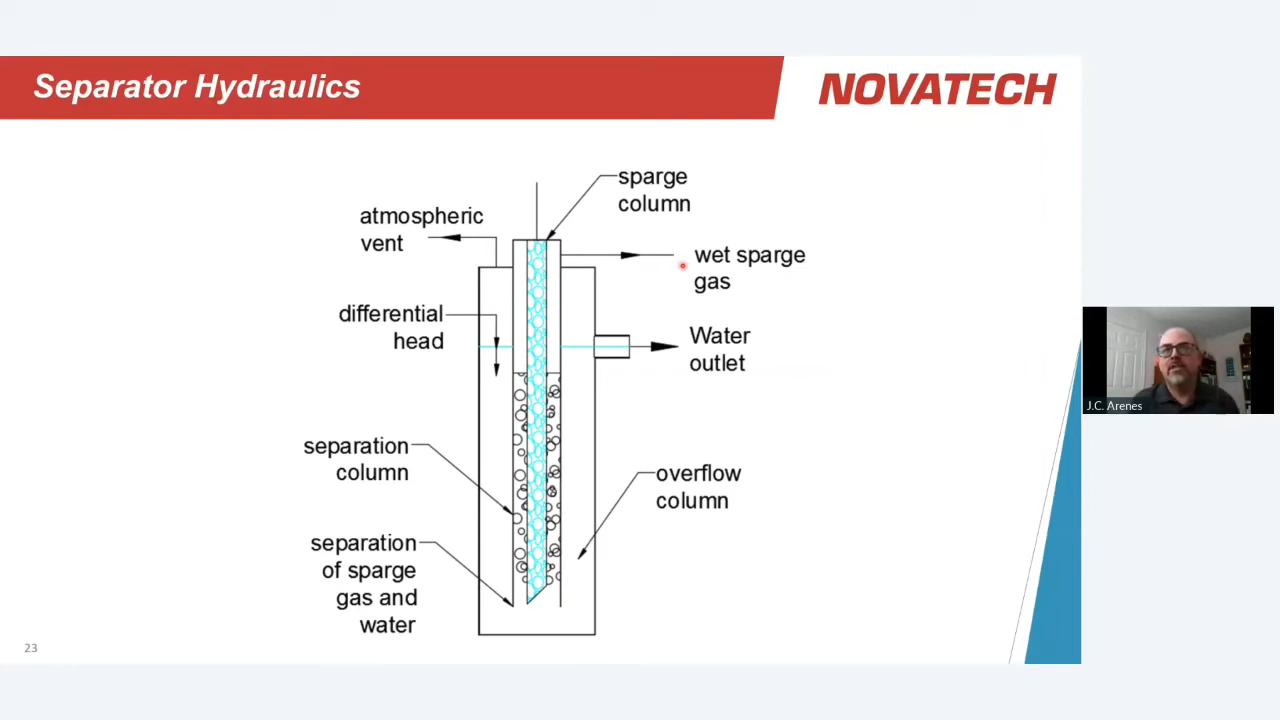 Separator Hydraulics
NOVATECH
sparge
column
atmospheric
vent
wet sparge
gas
differential
head
Water
outlet
separation
column
overflow
column
separation
of sparge
gas and
water
J.C. Arenes
23